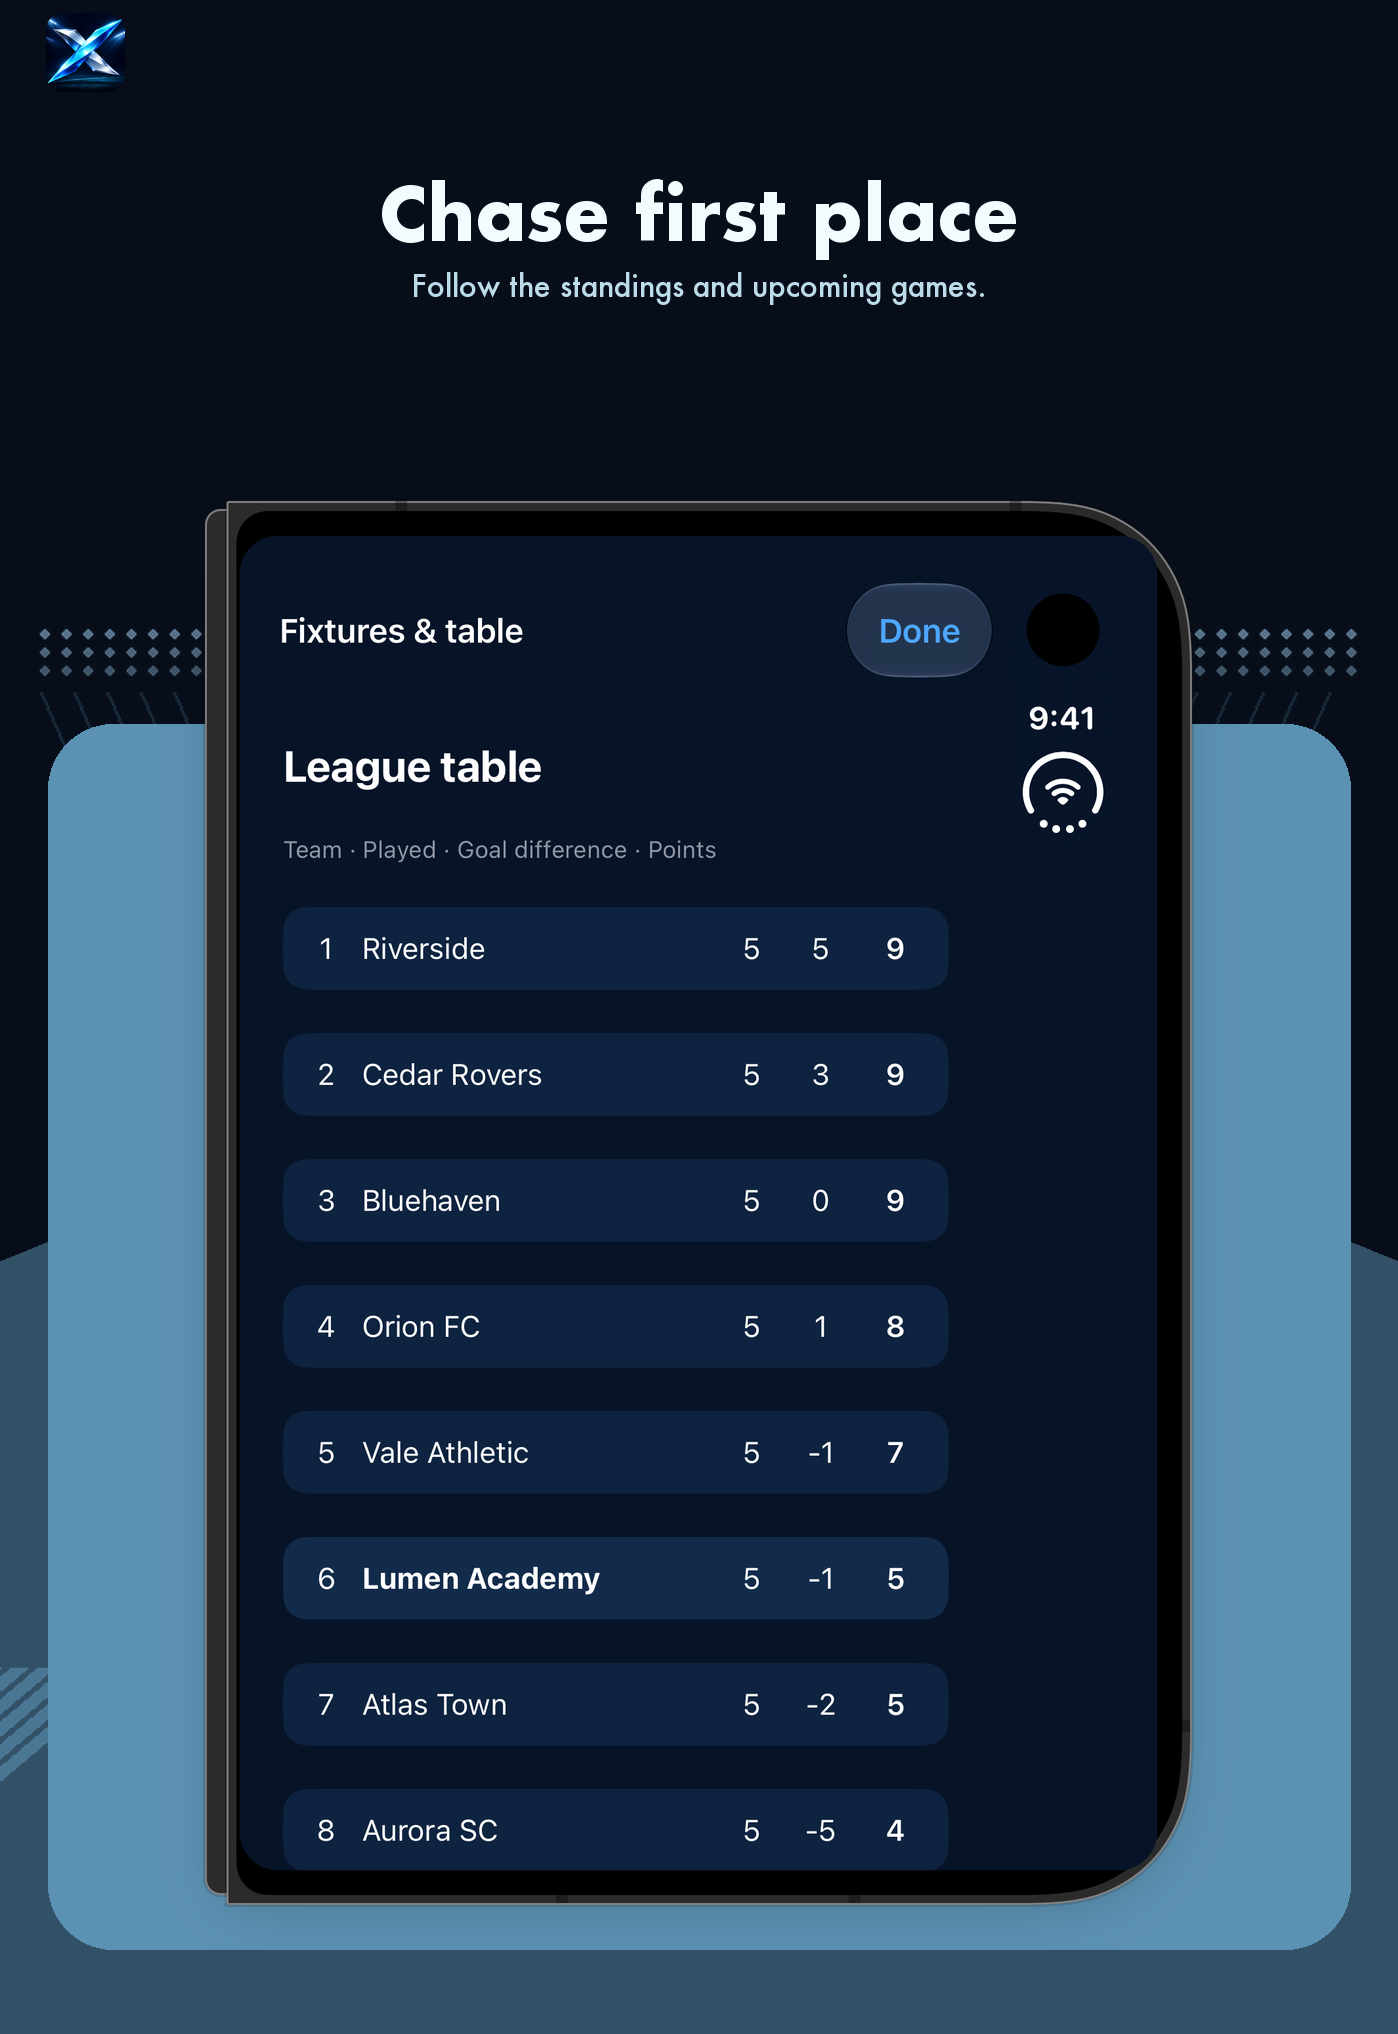 Chase first place
Follow the standings and upcoming games.
Fixtures & table
Done
9:41
League table
Team · Played · Goal difference · Points
1 Riverside 5 5 9
2 Cedar Rovers 5 3 9
3 Bluehaven 5 0 9
4 Orion FC 5 1 8
5 Vale Athletic 5 -1 7
6 Lumen Academy 5 -1 5
7 Atlas Town 5 -2 5
8 Aurora SC 5 -5 4